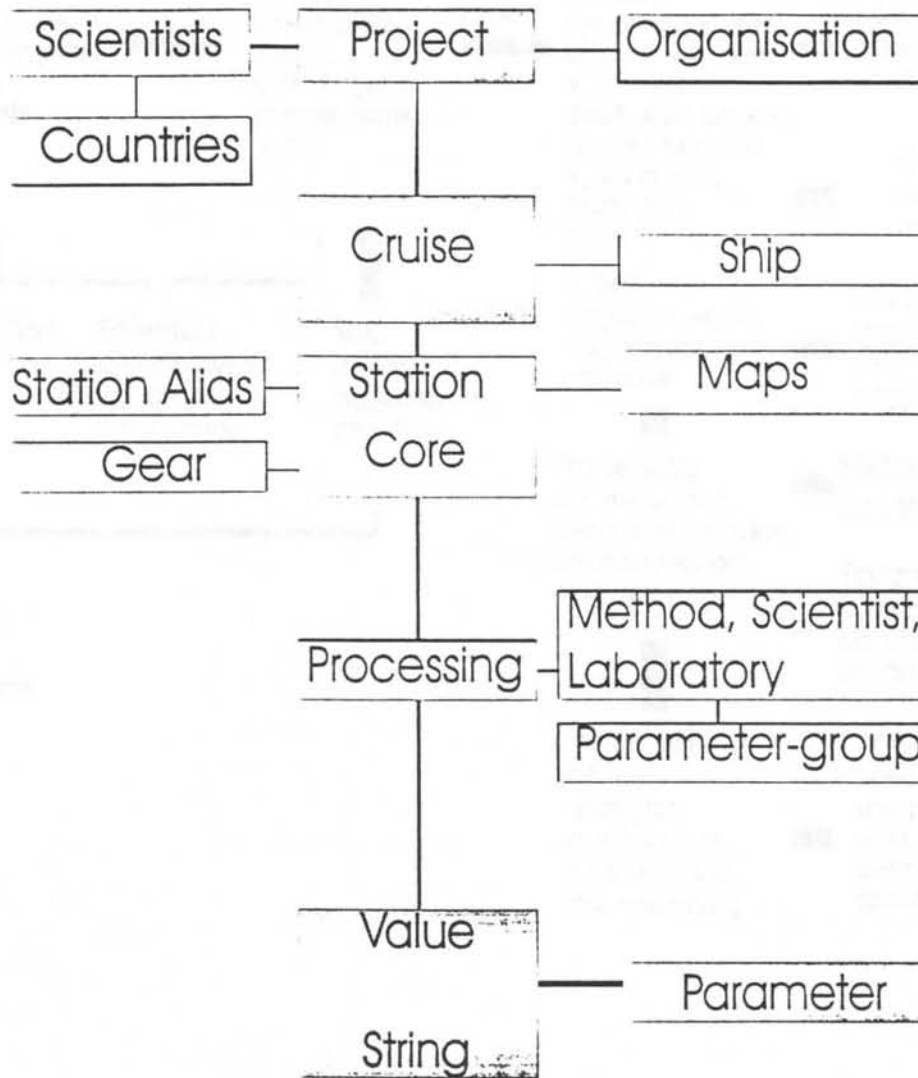 Scientists
Project
Organisation
Countries
Cruise
Ship
Station Alias
Station
Maps
Gear
Core
Processing
Method, Scientist,
Laboratory
Parameter-group
Value
Parameter
String